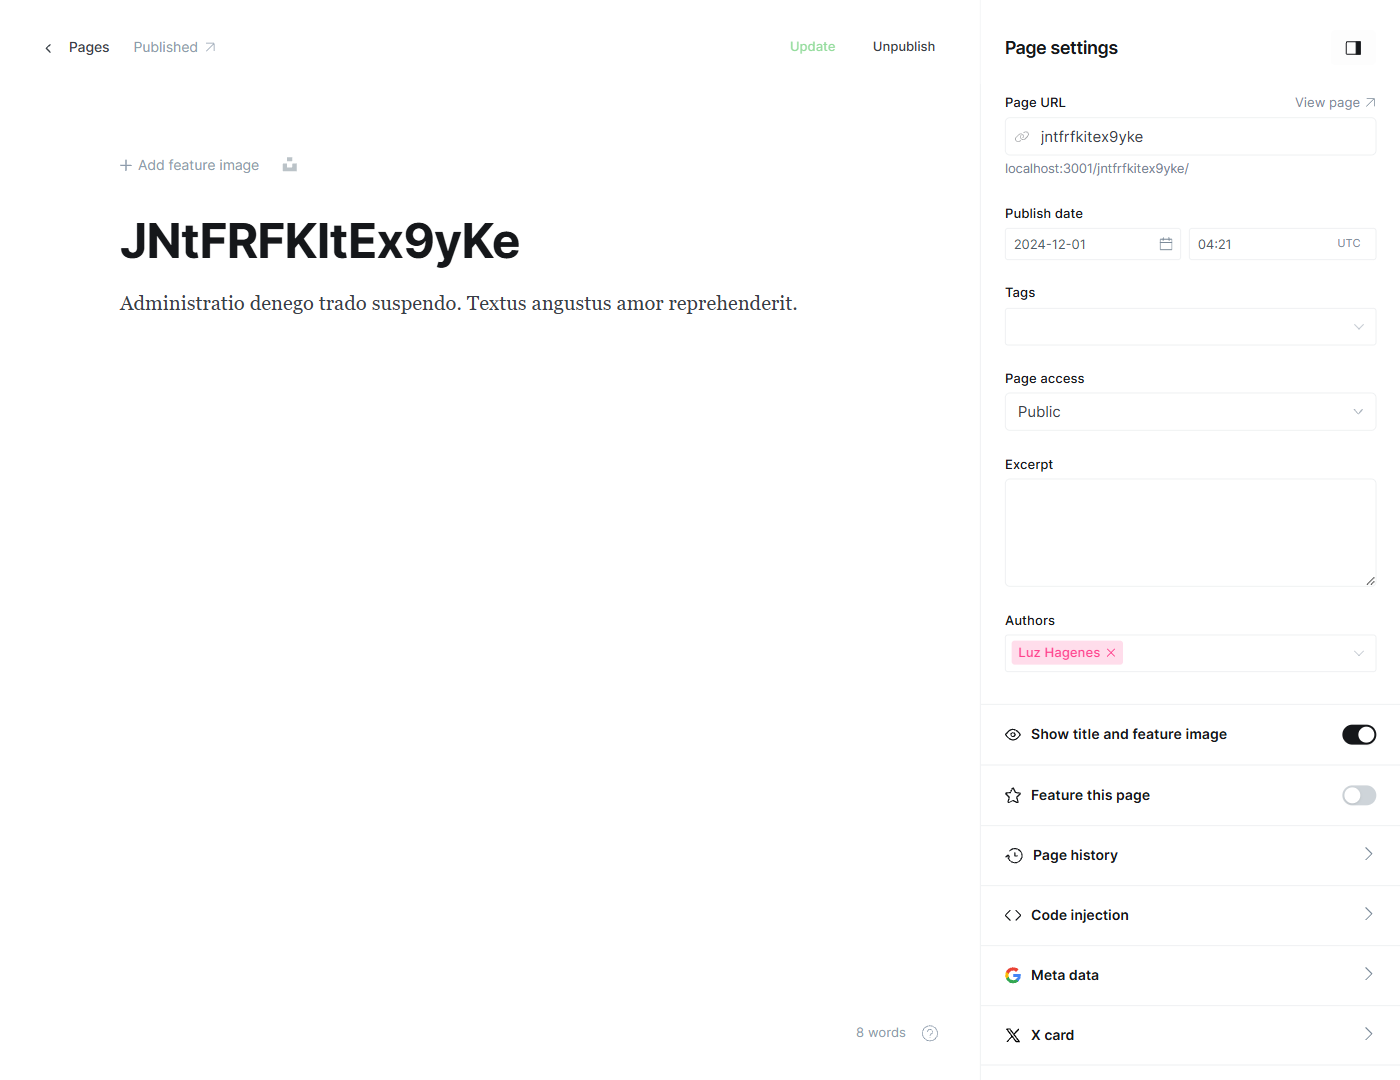 Pages Published
Update Unpublish
Add feature image
JNtFRFKItEx9yKe
Administratio denego trado suspendo. Textus angustus amor reprehenderit.
8 words
Page settings
Page URL View page
jntfrfkitex9yke
localhost:3001/jntfrfkitex9yke/
Publish date
2024-12-01 04:21 UTC
Tags
Page access
Public
Excerpt
Authors
Luz Hagenes
Show title and feature image
Feature this page
Page history
Code injection
Meta data
X card